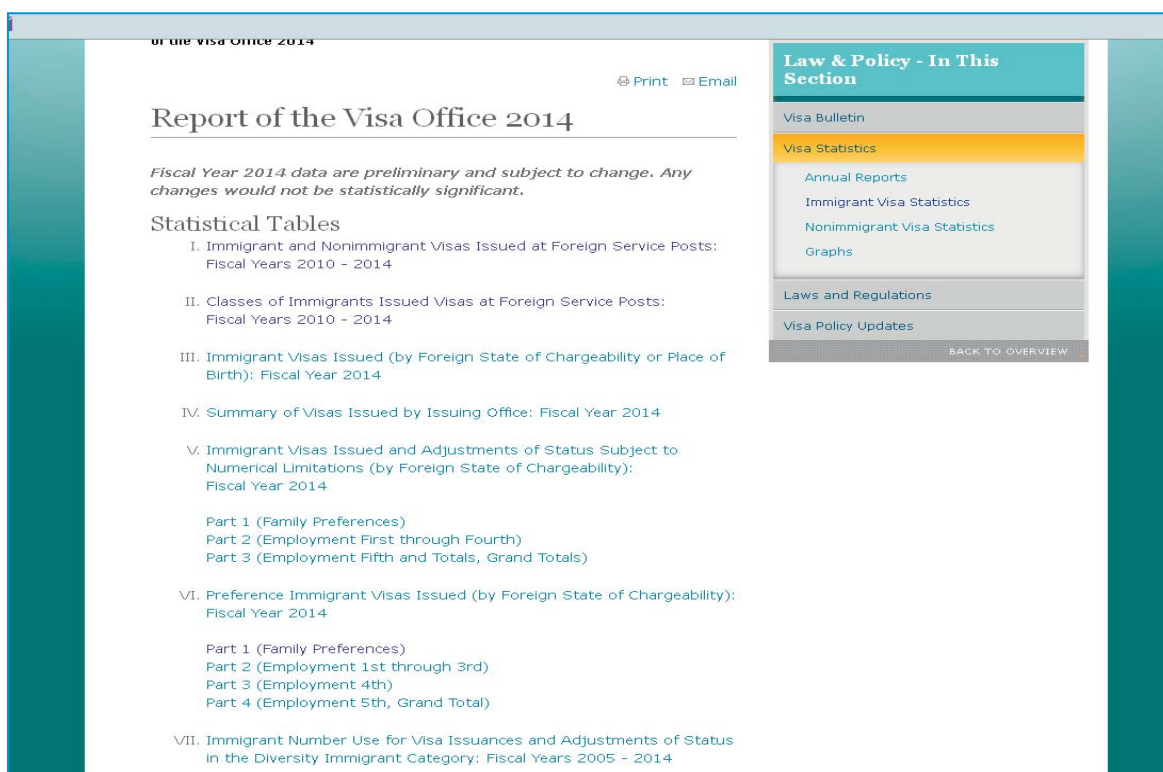 of the Visa Office 2014
Print Email
Report of the Visa Office 2014
Fiscal Year 2014 data are preliminary and subject to change. Any
changes would not be statistically significant.
Statistical Tables
I. Immigrant and Nonimmigrant Visas Issued at Foreign Service Posts:
Fiscal Years 2010 - 2014
II. Classes of Immigrants Issued Visas at Foreign Service Posts:
Fiscal Years 2010 - 2014
III. Immigrant Visas Issued (by Foreign State of Chargeability or Place of
Birth): Fiscal Year 2014
IV. Summary of Visas Issued by Issuing Office: Fiscal Year 2014
V. Immigrant Visas Issued and Adjustments of Status Subject to
Numerical Limitations (by Foreign State of Chargeability):
Fiscal Year 2014
Part 1 (Family Preferences)
Part 2 (Employment First through Fourth)
Part 3 (Employment Fifth and Totals, Grand Totals)
VI. Preference Immigrant Visas Issued (by Foreign State of Chargeability):
Fiscal Year 2014
Part 1 (Family Preferences)
Part 2 (Employment 1st through 3rd)
Part 3 (Employment 4th)
Part 4 (Employment 5th, Grand Total)
VII. Immigrant Number Use for Visa Issuances and Adjustments of Status
in the Diversity Immigrant Category: Fiscal Years 2005 - 2014
Law & Policy - In This
Section
Visa Bulletin
Visa Statistics
Annual Reports
Immigrant Visa Statistics
Nonimmigrant Visa Statistics
Graphs
Laws and Regulations
Visa Policy Updates
BACK TO OVERVIEW